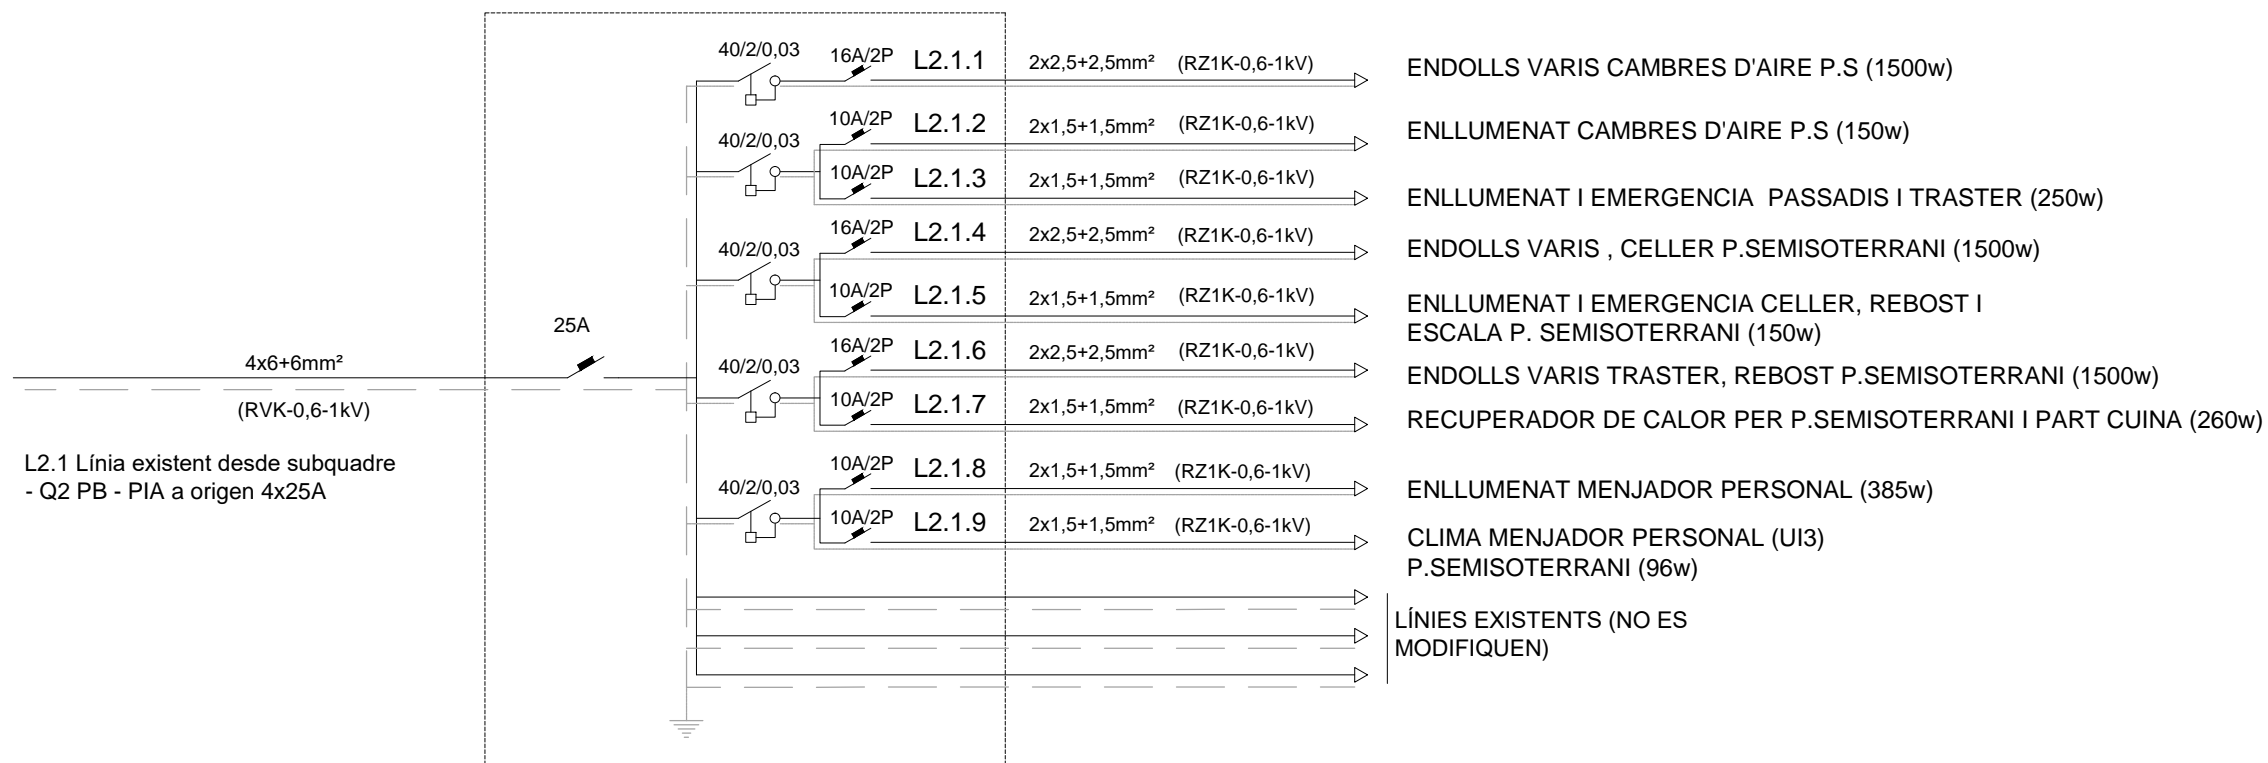 40/2/0,03 16A/2P L2.1.1 2x2,5+2,5mm² (RZ1K-0,6-1kV) ENDOLLS VARIS CAMBRES D'AIRE P.S (1500w)
10A/2P L2.1.2 2x1,5+1,5mm² (RZ1K-0,6-1kV) ENLLUMENAT CAMBRES D'AIRE P.S (150w)
40/2/0,03
10A/2P L2.1.3 2x1,5+1,5mm² (RZ1K-0,6-1kV) ENLLUMENAT I EMERGENCIA PASSADIS I TRASTER (250w)
16A/2P L2.1.4 2x2,5+2,5mm² (RZ1K-0,6-1kV) ENDOLLS VARIS , CELLER P.SEMISOTERRANI (1500w)
40/2/0,03
10A/2P L2.1.5 2x1,5+1,5mm² (RZ1K-0,6-1kV) ENLLUMENAT I EMERGENCIA CELLER, REBOST I
ESCALA P. SEMISOTERRANI (150w)
25A
16A/2P L2.1.6 2x2,5+2,5mm² (RZ1K-0,6-1kV) ENDOLLS VARIS TRASTER, REBOST P.SEMISOTERRANI (1500w)
4x6+6mm²
40/2/0,03
10A/2P L2.1.7 2x1,5+1,5mm² (RZ1K-0,6-1kV) RECUPERADOR DE CALOR PER P.SEMISOTERRANI I PART CUINA (260w)
(RVK-0,6-1kV)
L2.1 Línia existent desde subquadre
- Q2 PB - PIA a origen 4x25A
10A/2P L2.1.8 2x1,5+1,5mm² (RZ1K-0,6-1kV) ENLLUMENAT MENJADOR PERSONAL (385w)
40/2/0,03
10A/2P L2.1.9 2x1,5+1,5mm² (RZ1K-0,6-1kV) CLIMA MENJADOR PERSONAL (UI3)
P.SEMISOTERRANI (96w)
LÍNIES EXISTENTS (NO ES
MODIFIQUEN)